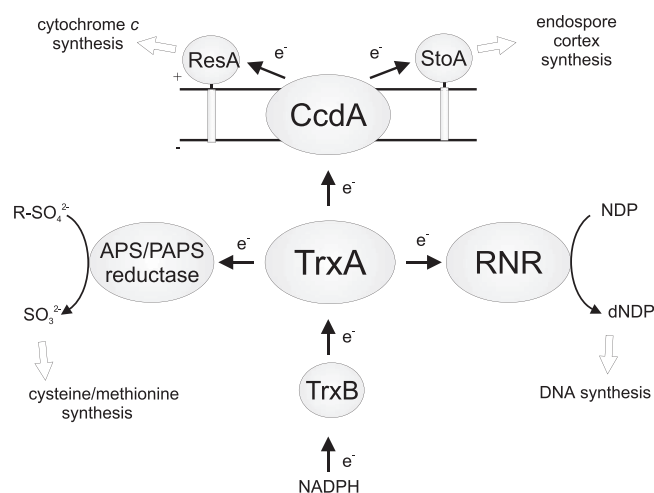 cytochrome c
synthesis
endospore
cortex
synthesis
e⁻
e⁻
ResA
StoA
+
CcdA
-
e⁻
R-SO₄²⁻
NDP
APS/PAPS
reductase
e⁻
TrxA
e⁻
RNR
SO₃²⁻
dNDP
e⁻
cysteine/methionine
synthesis
TrxB
DNA synthesis
e⁻
NADPH